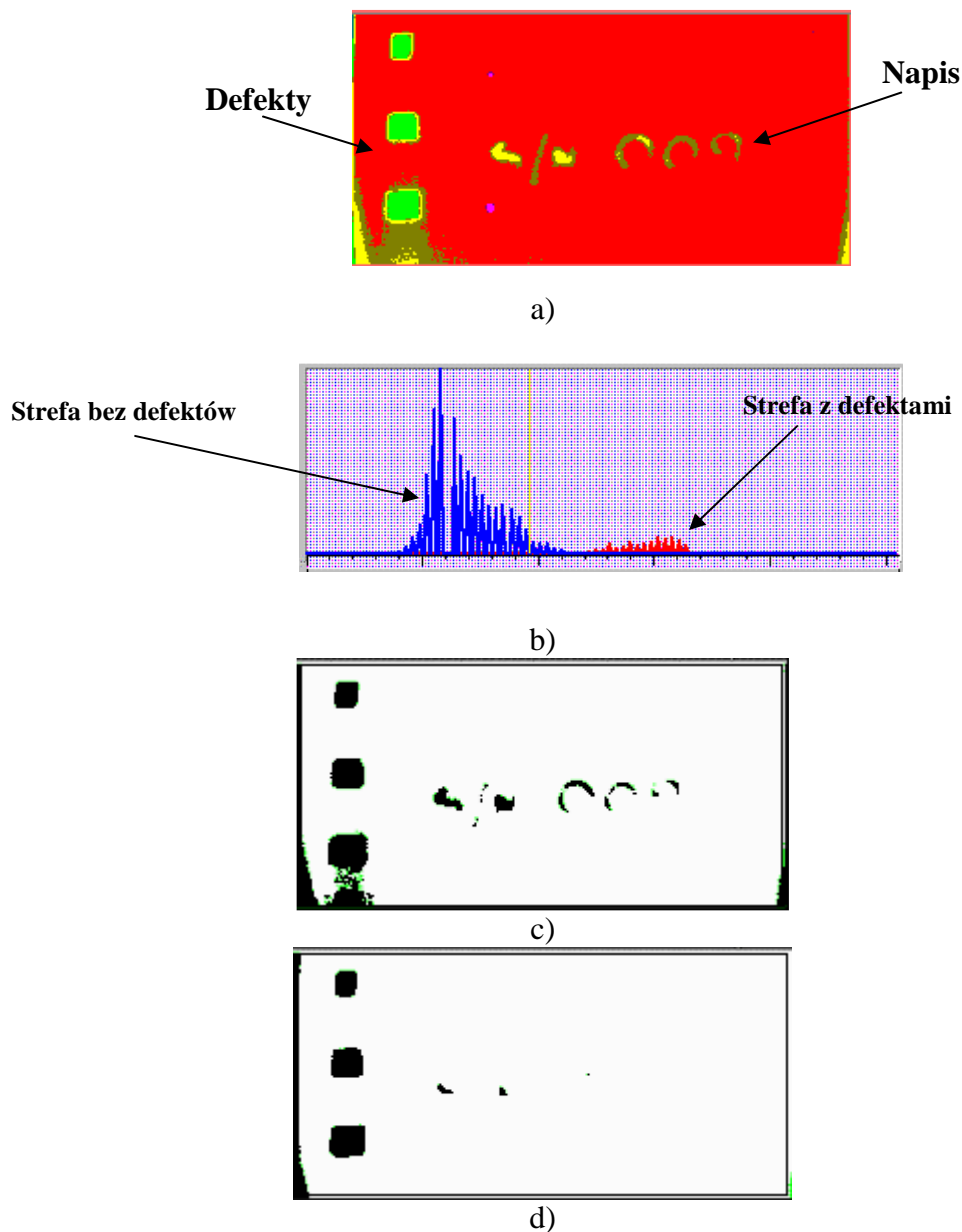 Defekty
Napis
a)
Strefa bez defektów
Strefa z defektami
b)
c)
d)